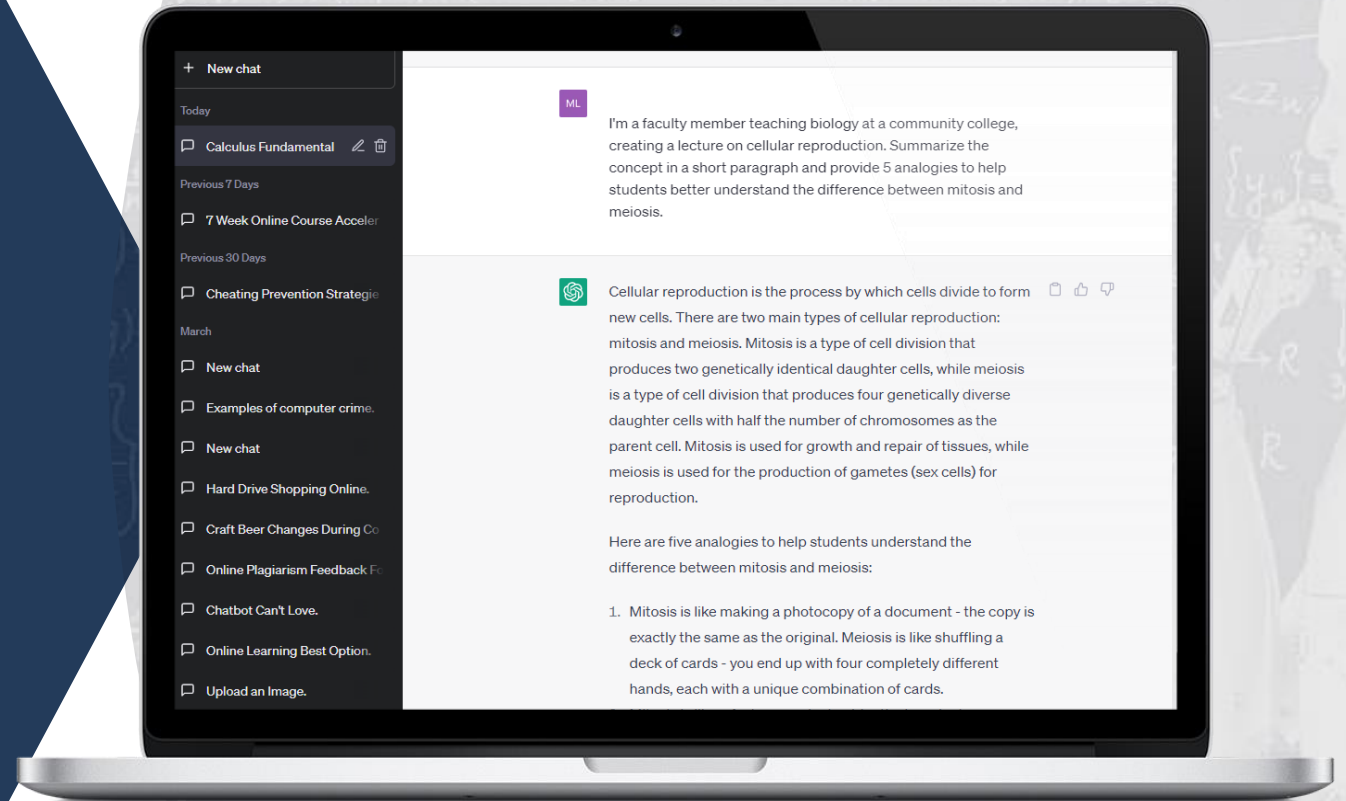 + New chat
Today
Calculus Fundamental
Previous 7 Days
7 Week Online Course Acceler
Previous 30 Days
Cheating Prevention Strategie
March
New chat
Examples of computer crime.
New chat
Hard Drive Shopping Online.
Craft Beer Changes During Co
Online Plagiarism Feedback Fo
Chatbot Can't Love.
Online Learning Best Option.
Upload an Image.
ML
I'm a faculty member teaching biology at a community college,
creating a lecture on cellular reproduction. Summarize the
concept in a short paragraph and provide 5 analogies to help
students better understand the difference between mitosis and
meiosis.
Cellular reproduction is the process by which cells divide to form
new cells. There are two main types of cellular reproduction:
mitosis and meiosis. Mitosis is a type of cell division that
produces two genetically identical daughter cells, while meiosis
is a type of cell division that produces four genetically diverse
daughter cells with half the number of chromosomes as the
parent cell. Mitosis is used for growth and repair of tissues, while
meiosis is used for the production of gametes (sex cells) for
reproduction.
Here are five analogies to help students understand the
difference between mitosis and meiosis:
1. Mitosis is like making a photocopy of a document - the copy is
exactly the same as the original. Meiosis is like shuffling a
deck of cards - you end up with four completely different
hands, each with a unique combination of cards.